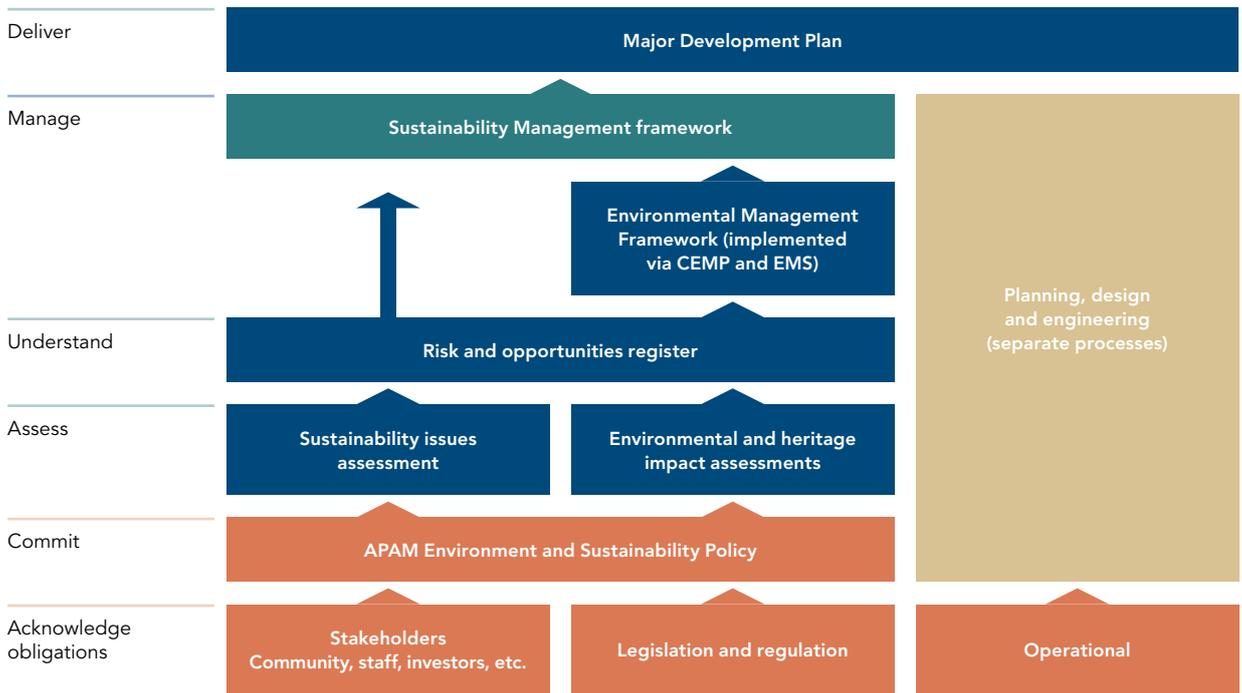 Deliver
Major Development Plan
Manage
Sustainability Management framework
Environmental Management
Framework (implemented
via CEMP and EMS)
Planning, design
and engineering
(separate processes)
Understand
Risk and opportunities register
Assess
Sustainability issues
assessment
Environmental and heritage
impact assessments
Commit
APAM Environment and Sustainability Policy
Acknowledge
obligations
Stakeholders
Community, staff, investors, etc.
Legislation and regulation
Operational